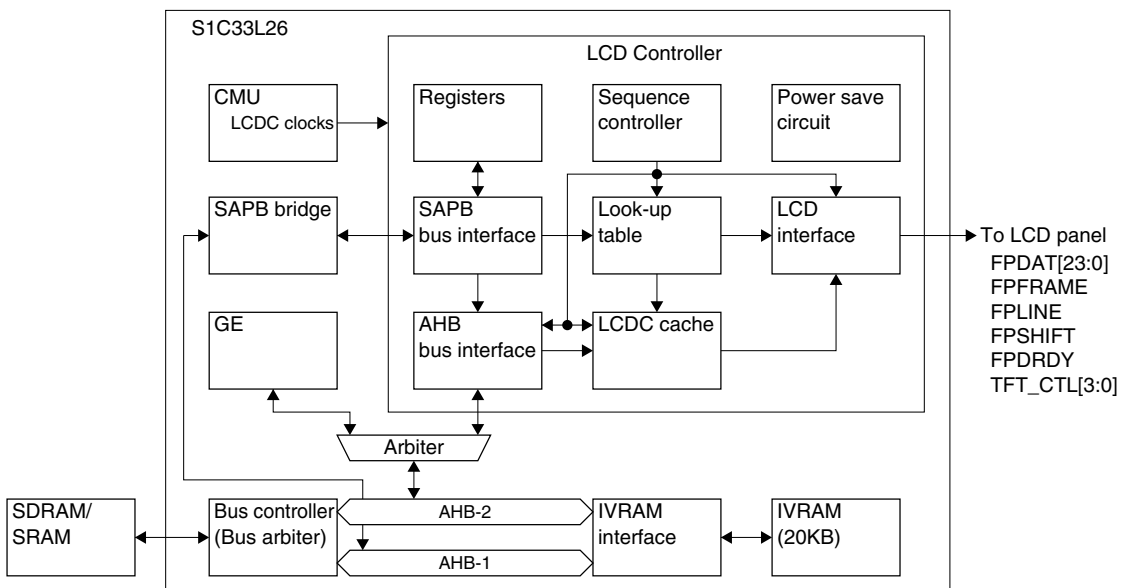 S1C33L26
LCD Controller
CMU
LCDC clocks
Registers
Sequence
controller
Power save
circuit
SAPB bridge
SAPB
bus interface
Look-up
table
LCD
interface
To LCD panel
FPDAT[23:0]
FPFRAME
FPLINE
FPSHIFT
FPDRDY
TFT_CTL[3:0]
GE
AHB
bus interface
LCDC cache
Arbiter
SDRAM/
SRAM
Bus controller
(Bus arbiter)
AHB-2
AHB-1
IVRAM
interface
IVRAM
(20KB)